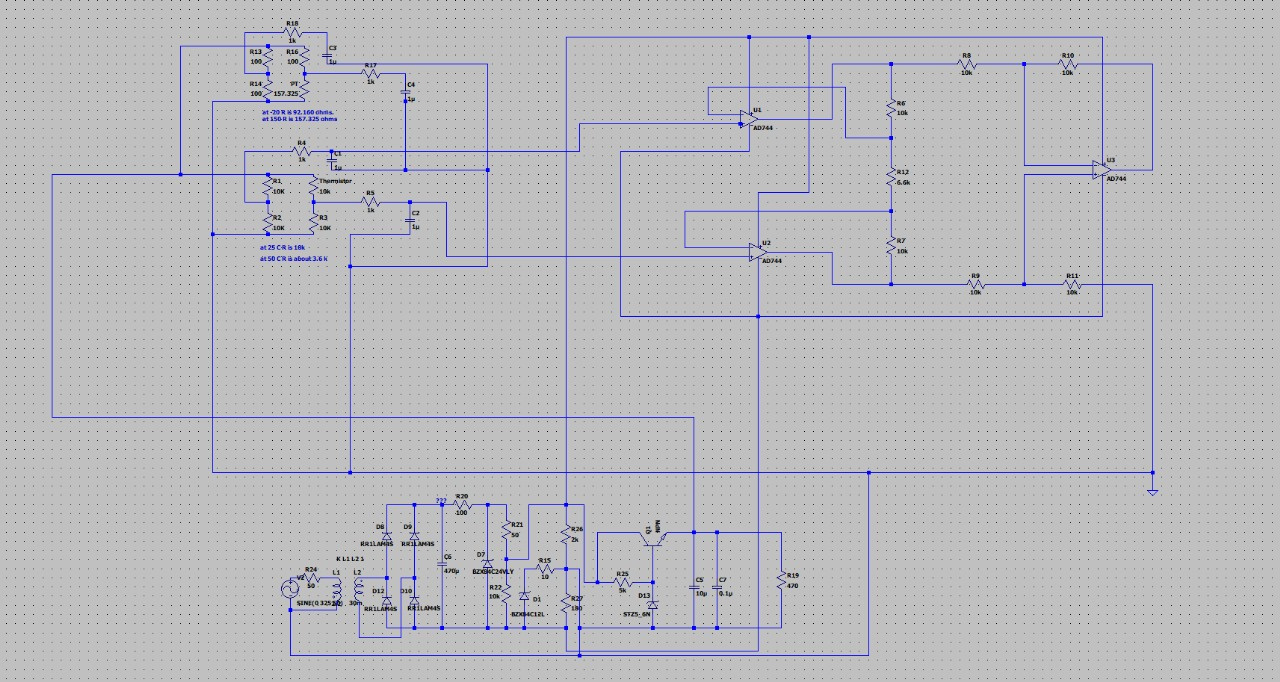 R18
1k
R13
100
R16
100
C3
1µ
R17
1k
C4
1µ
R14
100
PT
157.325
at -20 R is 92.160 ohms.
at 150 R is 157.325 ohms
R4
1k
C1
1µ
R1
10K
Thermistor
10k
R5
1k
C2
1µ
R2
10K
R3
10K
at 25 C R is 10k
at 50 C R is about 3.6 k
U1
AD744
R6
10k
R8
10k
R10
10k
R12
6.6k
U3
AD744
U2
AD744
R7
10k
R9
10k
R11
10k
???
R20
100
D8
RR1LAM4S
D9
RR1LAM4S
C6
470µ
R21
50
D7
BZX84C24VLY
R26
2k
Q1
NPN
K L1 L2 1
V2
R24
50
L1
L2
30m
D12
RR1LAM4S
D10
RR1LAM4S
R22
10k
R15
10
D1
BZX84C12L
R27
180
R25
5k
D13
STZ5_6N
C5
10µ
C7
0.1µ
R19
470